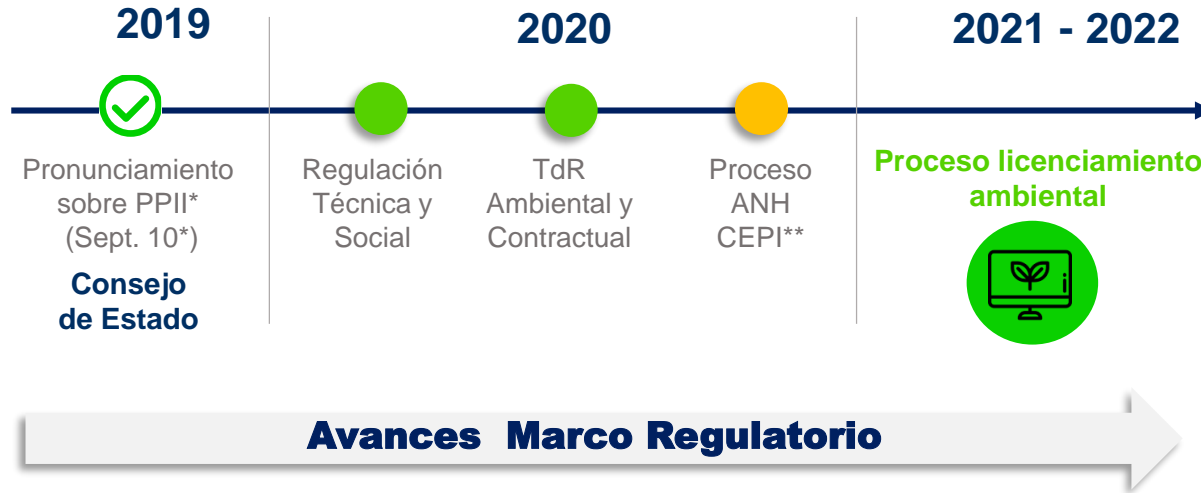 2019
2020
2021 - 2022
Pronunciamiento
sobre PPII*
(Sept. 10*)
Consejo
de Estado
Regulación
Técnica y
Social
TdR
Ambiental y
Contractual
Proceso
ANH
CEPI**
Proceso licenciamiento
ambiental
Avances Marco Regulatorio